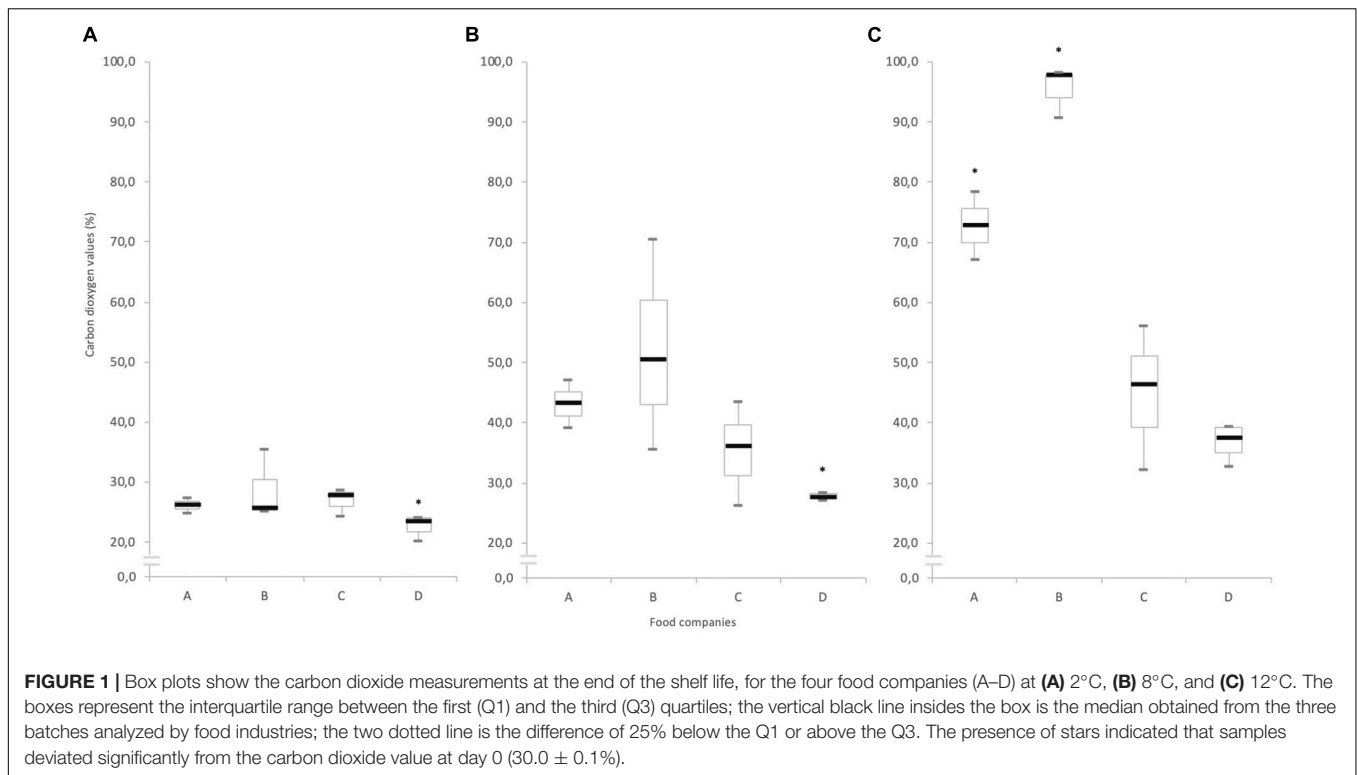 A
B
C
100,0
90,0
80,0
70,0
60,0
50,0
40,0
30,0
20,0
0,0
Carbon dioxygen values (%)
A B C D
100,0
90,0
80,0
70,0
60,0
50,0
40,0
30,0
20,0
0,0
*
A B C D
Food companies
100,0
90,0
80,0
70,0
60,0
50,0
40,0
30,0
20,0
0,0
*
*
A B C D
*
FIGURE 1 | Box plots show the carbon dioxide measurements at the end of the shelf life, for the four food companies (A–D) at (A) 2°C, (B) 8°C, and (C) 12°C. The
boxes represent the interquartile range between the first (Q1) and the third (Q3) quartiles; the vertical black line insides the box is the median obtained from the three
batches analyzed by food industries; the two dotted line is the difference of 25% below the Q1 or above the Q3. The presence of stars indicated that samples
deviated significantly from the carbon dioxide value at day 0 (30.0 ± 0.1%).